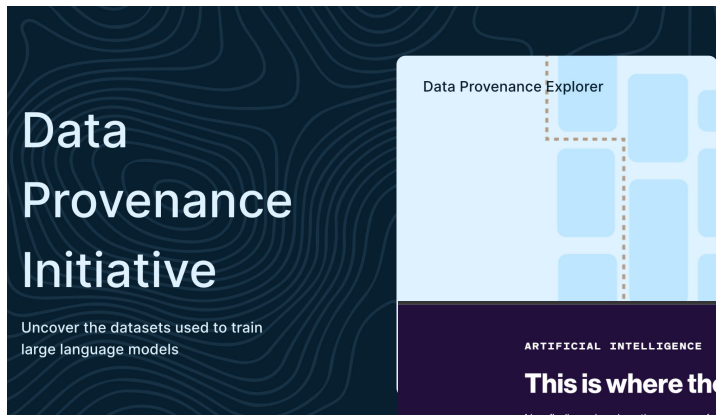 Data
Provenance
Initiative
Uncover the datasets used to train
large language models
Data Provenance Explorer
ARTIFICIAL INTELLIGENCE
This is where the